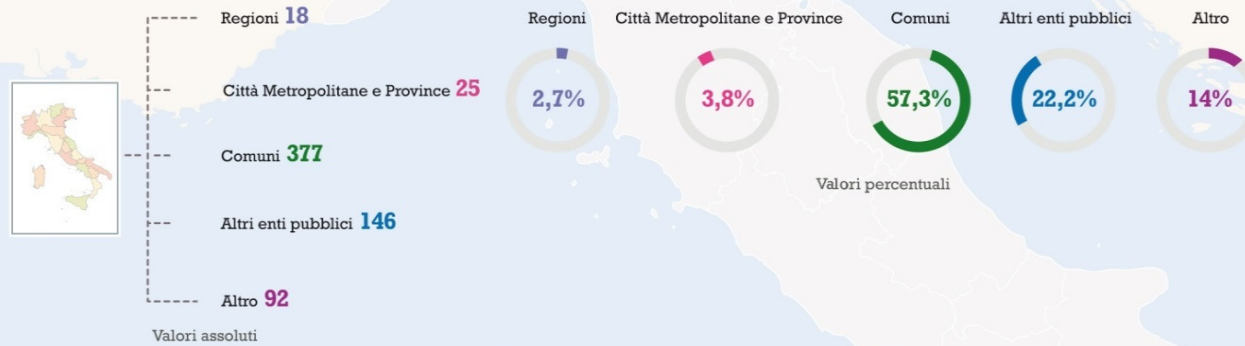 Regioni 18
Città Metropolitane e Province 25
Comuni 377
Altri enti pubblici 146
Altro 92
Valori assoluti
Regioni
2,7%
Città Metropolitane e Province
3,8%
Comuni
57,3%
Altri enti pubblici
22,2%
Altro
14%
Valori percentuali